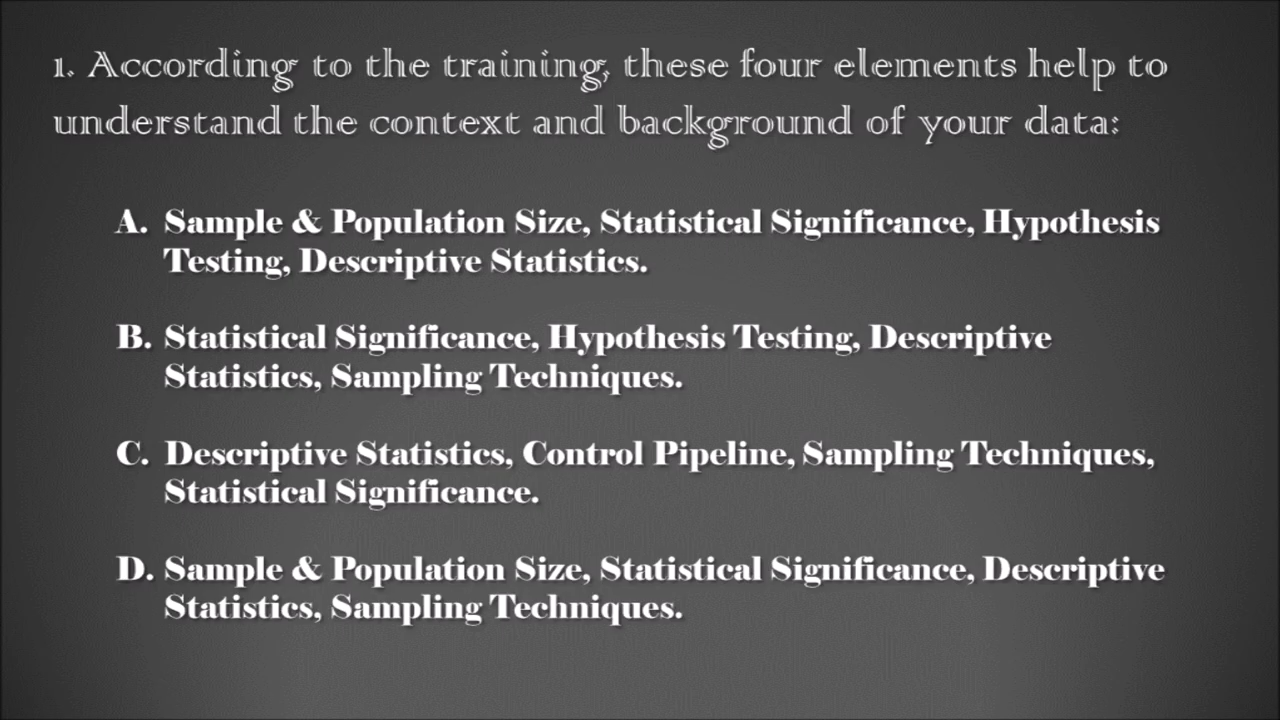 1. According to the training, these four elements help to
understand the context and background of your data:
A. Sample & Population Size, Statistical Significance, Hypothesis
Testing, Descriptive Statistics.
B. Statistical Significance, Hypothesis Testing, Descriptive
Statistics, Sampling Techniques.
C. Descriptive Statistics, Control Pipeline, Sampling Techniques,
Statistical Significance.
D. Sample & Population Size, Statistical Significance, Descriptive
Statistics, Sampling Techniques.